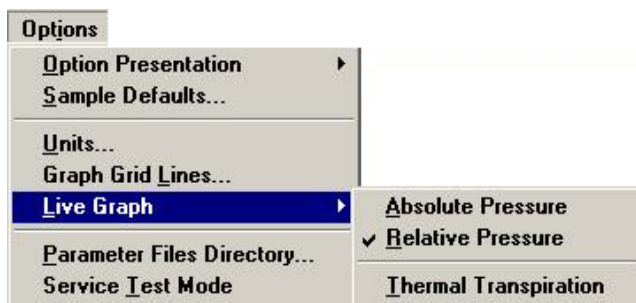 Options
Option Presentation
Sample Defaults...
Units...
Graph Grid Lines...
Live Graph
Parameter Files Directory...
Service Test Mode
Absolute Pressure
Relative Pressure
Thermal Transpiration